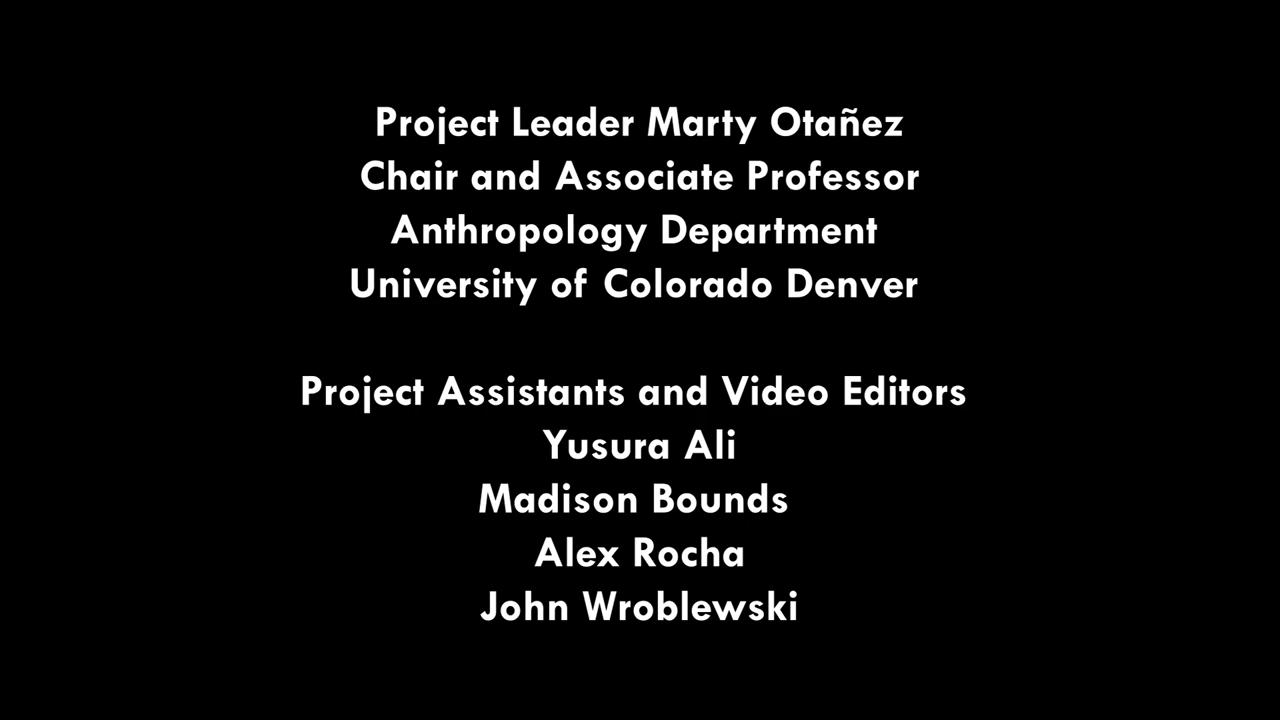 Project Leader Marty Otañez
Chair and Associate Professor
Anthropology Department
University of Colorado Denver
Project Assistants and Video Editors
Yusura Ali
Madison Bounds
Alex Rocha
John Wroblewski